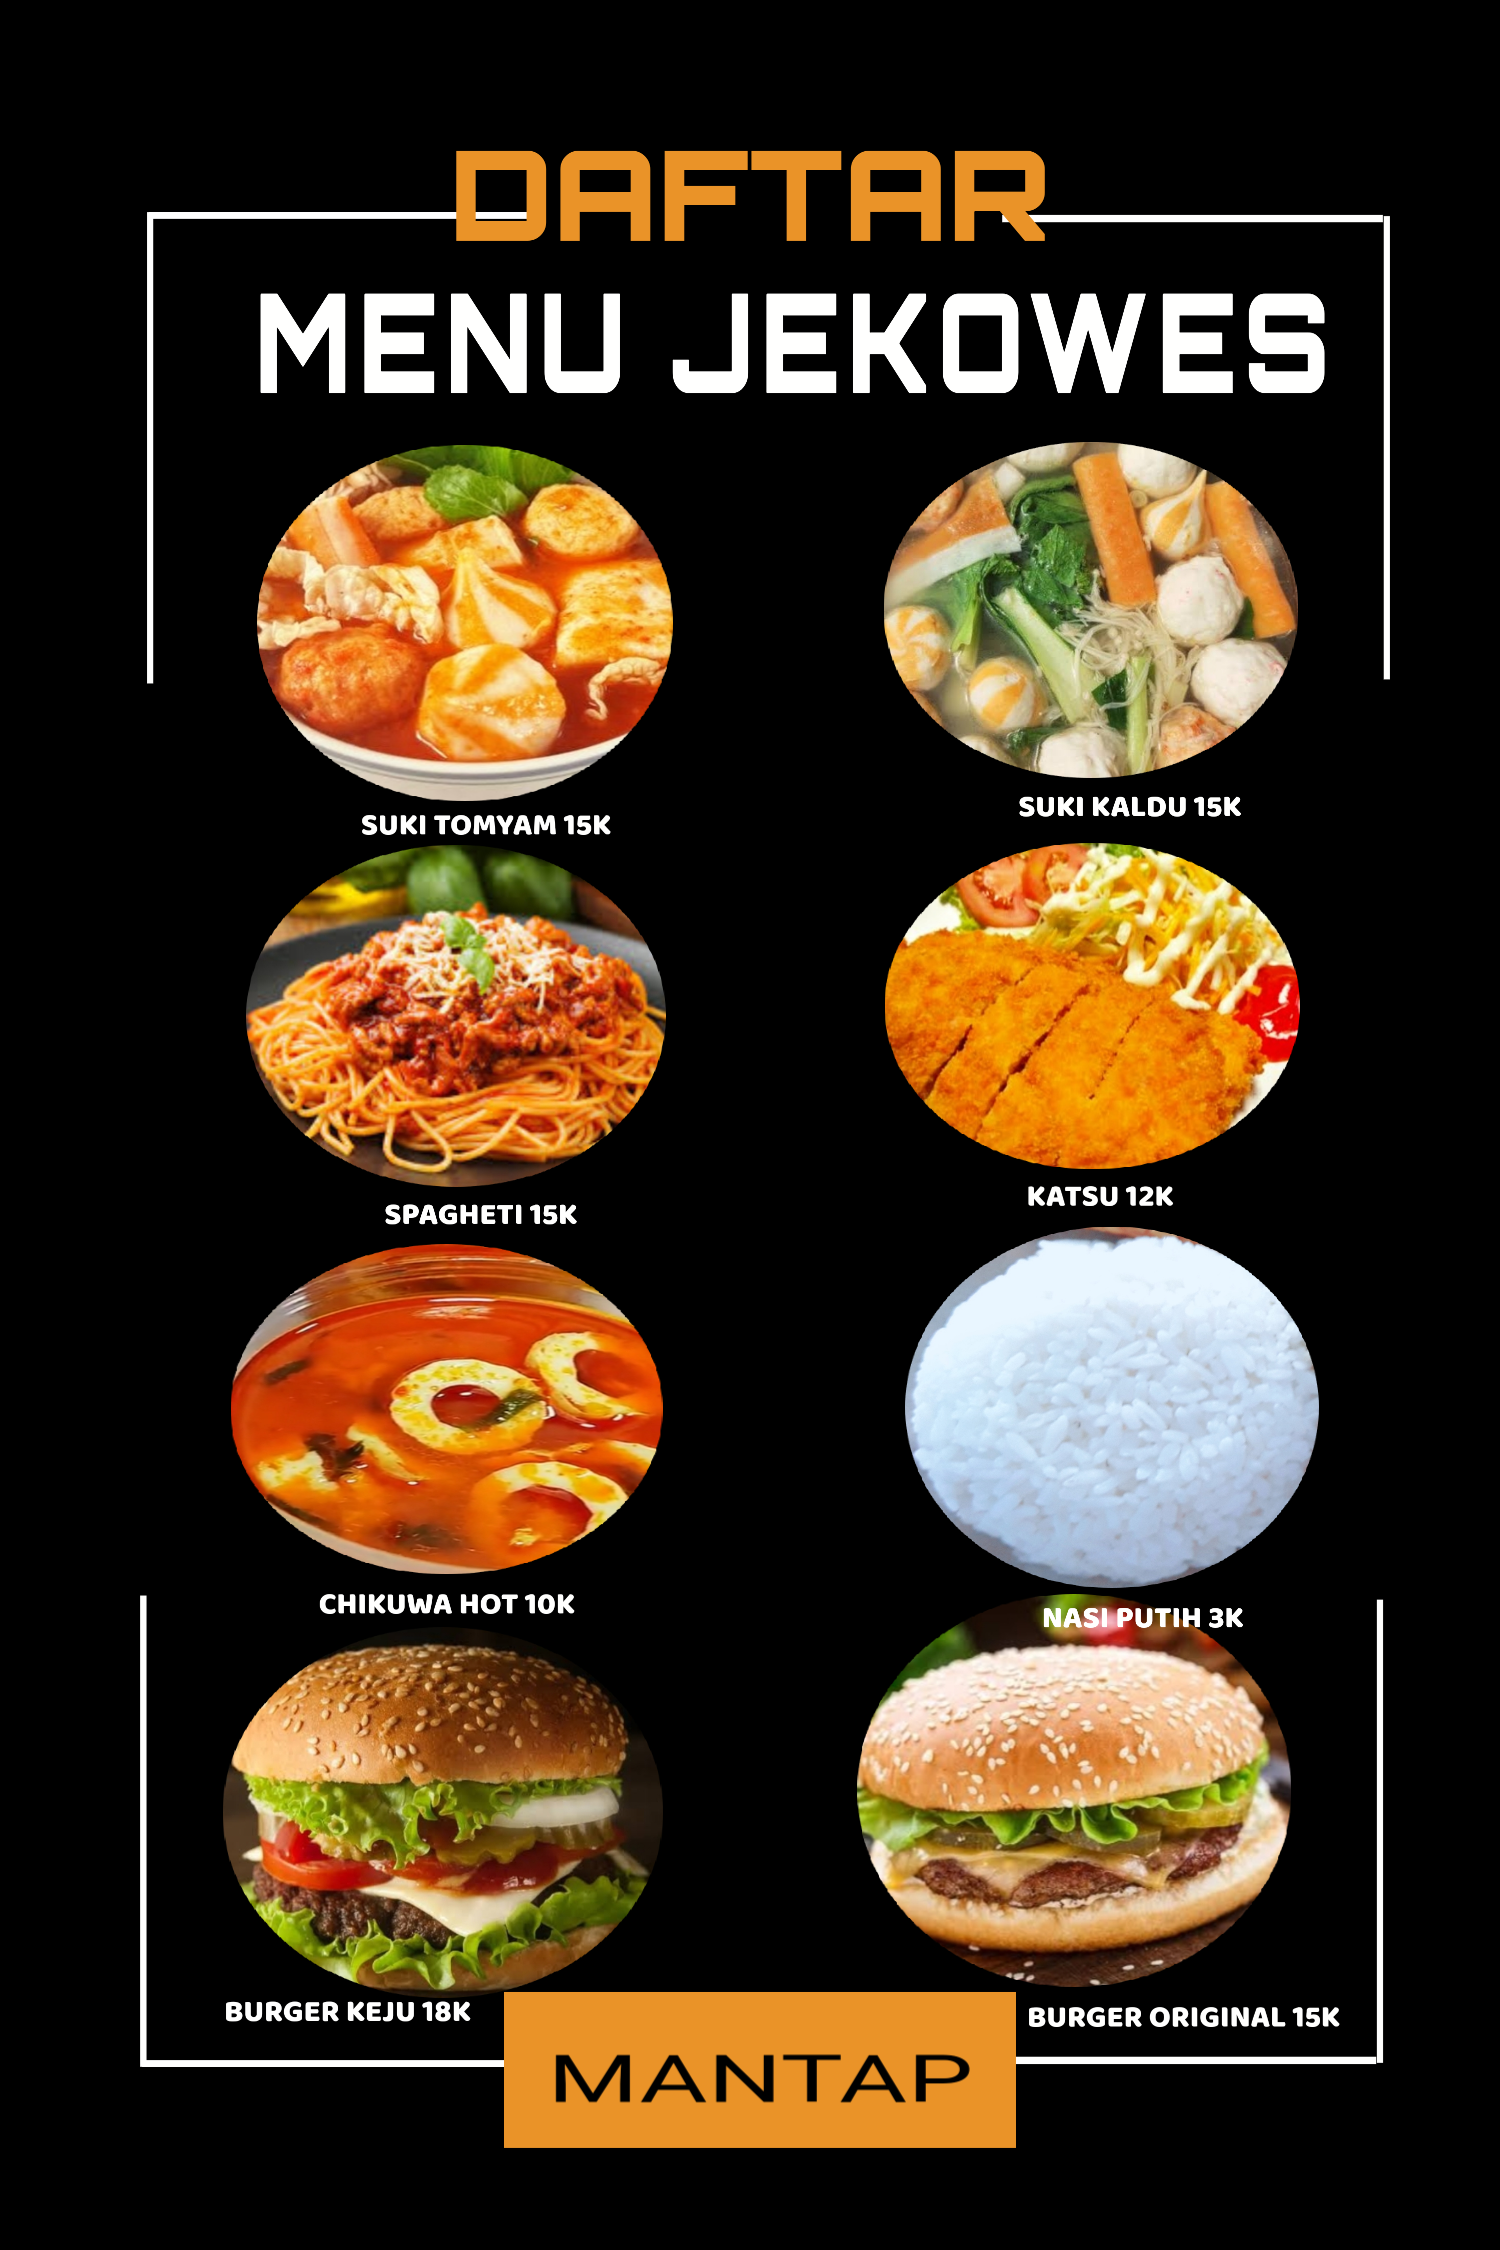 DAFTAR
MENU JEKOWES
SUKI TOMYAM 15K
SUKI KALDU 15K
SPAGHETI 15K
KATSU 12K
CHIKUWA HOT 10K
NASI PUTIH 3K
BURGER KEJU 18K
BURGER ORIGINAL 15K
MANTAP